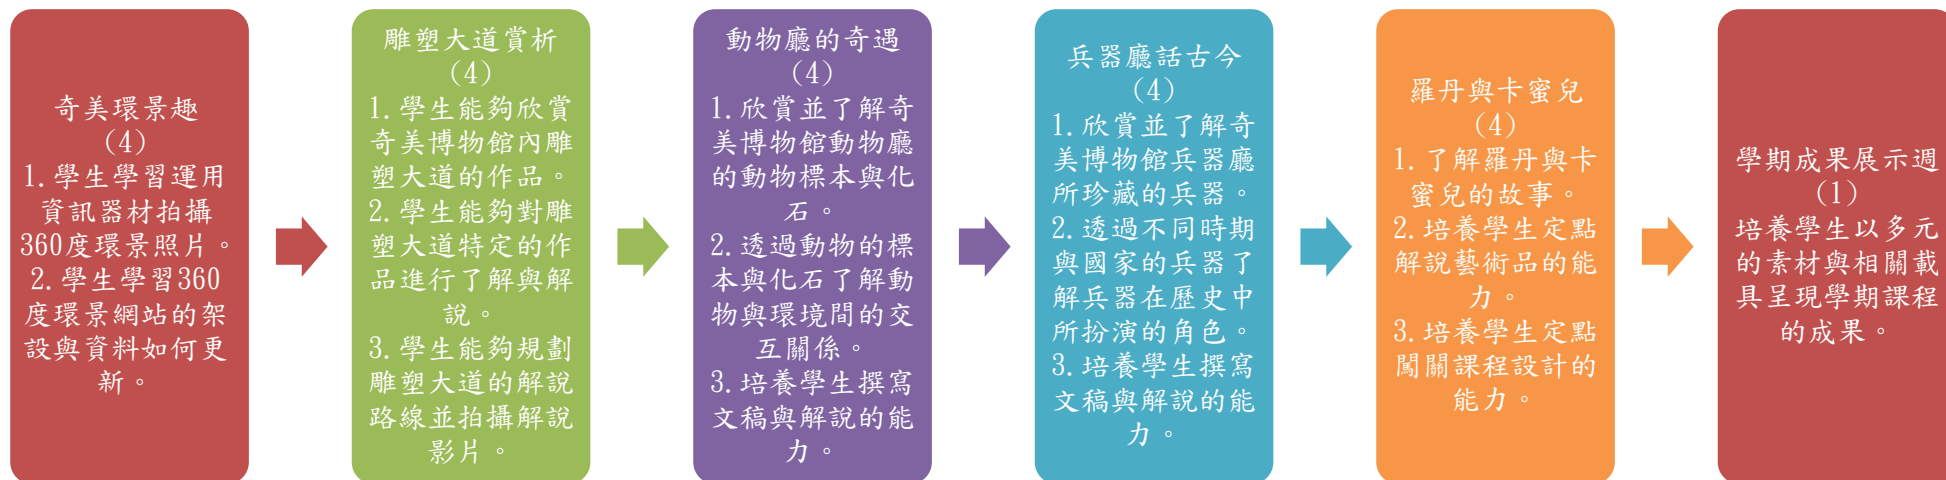 奇美環景趣
(4)
1.學生學習運用
資訊器材拍攝
360度環景照片。
2.學生學習360
度環景網站的架
設與資料如何更
新。
雕塑大道賞析
(4)
1.學生能夠欣賞
奇美博物館內雕
塑大道的作品。
2.學生能夠對雕
塑大道特定的作
品進行了解與解
說。
3.學生能夠規劃
雕塑大道的解說
路線並拍攝解說
影片。
動物廳的奇遇
(4)
1.欣賞並了解奇
美博物館動物廳
的動物標本與化
石。
2.透過動物的標
本與化石了解動
物與環境間的交
互關係。
3.培養學生撰寫
文稿與解說的能
力。
兵器廳話古今
(4)
1.欣賞並了解奇
美博物館兵器廳
所珍藏的兵器。
2.透過不同時期
與國家的兵器了
解兵器在歷史中
所扮演的角色。
3.培養學生撰寫
文稿與解說的能
力。
羅丹與卡蜜兒
(4)
1.了解羅丹與卡
蜜兒的故事。
2.培養學生定點
解說藝術品的能
力。
3.培養學生定點
闖關課程設計的
能力。
學期成果展示週
(1)
培養學生以多元
的素材與相關載
具呈現學期課程
的成果。